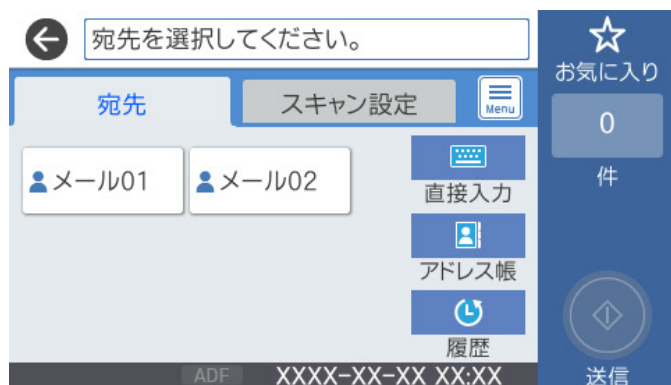 宛先を選択してください。
お気に入り
宛先
スキャン設定
Menu
0
件
メール01
メール02
直接入力
アドレス帳
履歴
ADF
XXXX-XX-XX XX:XX
送信